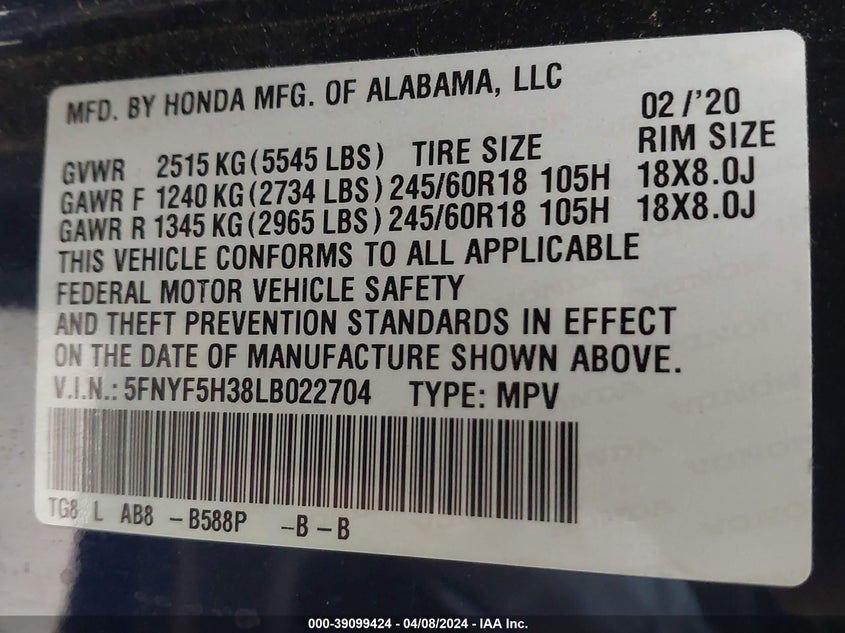 MFD. BY HONDA MFG. OF ALABAMA, LLC 02 /'20
GVWR 2515 KG (5545 LBS) TIRE SIZE RIM SIZE
GAWR F 1240 KG (2734 LBS) 245/60R18 105H 18X8.0J
GAWR R 1345 KG (2965 LBS) 245/60R18 105H 18X8.0J
THIS VEHICLE CONFORMS TO ALL APPLICABLE
FEDERAL MOTOR VEHICLE SAFETY
AND THEFT PREVENTION STANDARDS IN EFFECT
ON THE DATE OF MANUFACTURE SHOWN ABOVE.
V.I.N.: 5FNYF5H38LB022704 TYPE: MPV
TG8 L AB8 -B588P -B-B
000-39099424 - 04/08/2024 - IAA Inc.